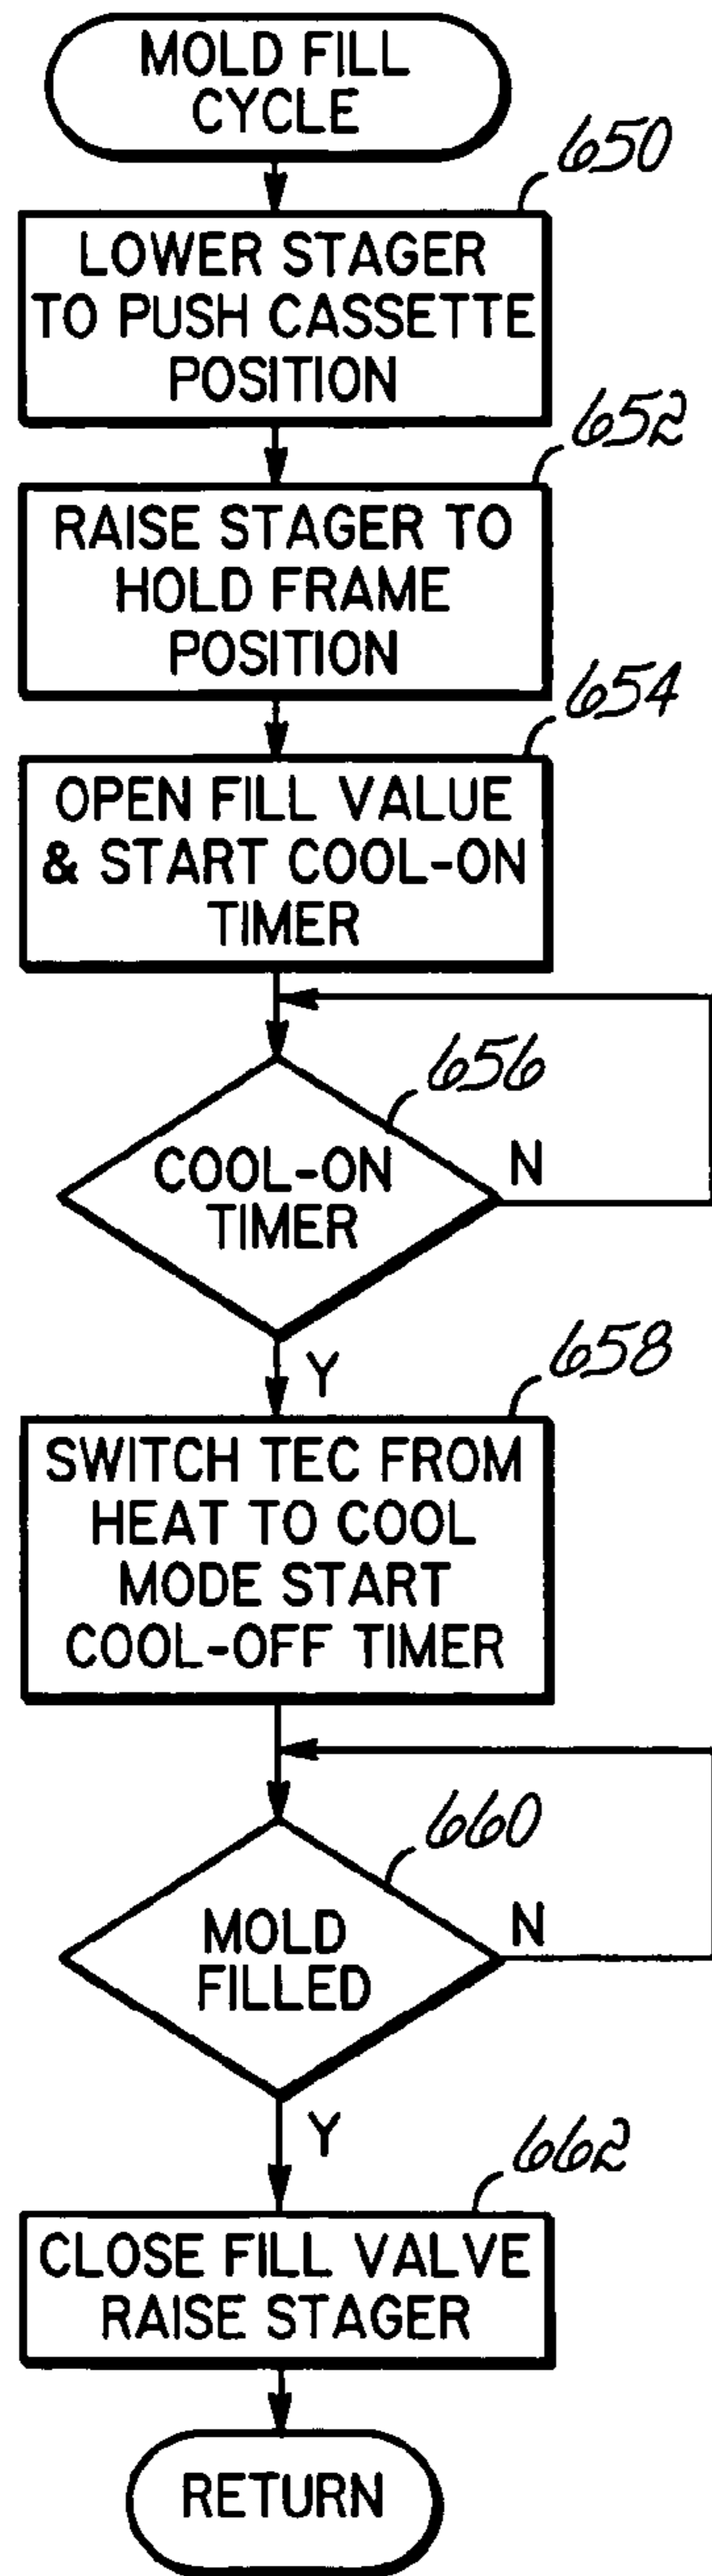 MOLD FILL
CYCLE
650
LOWER STAGER
TO PUSH CASSETTE
POSITION
652
RAISE STAGER TO
HOLD FRAME
POSITION
654
OPEN FILL VALUE
& START COOL-ON
TIMER
656
COOL-ON
TIMER
N
Y
658
SWITCH TEC FROM
HEAT TO COOL
MODE START
COOL-OFF TIMER
660
MOLD
FILLED
N
Y
662
CLOSE FILL VALVE
RAISE STAGER
RETURN